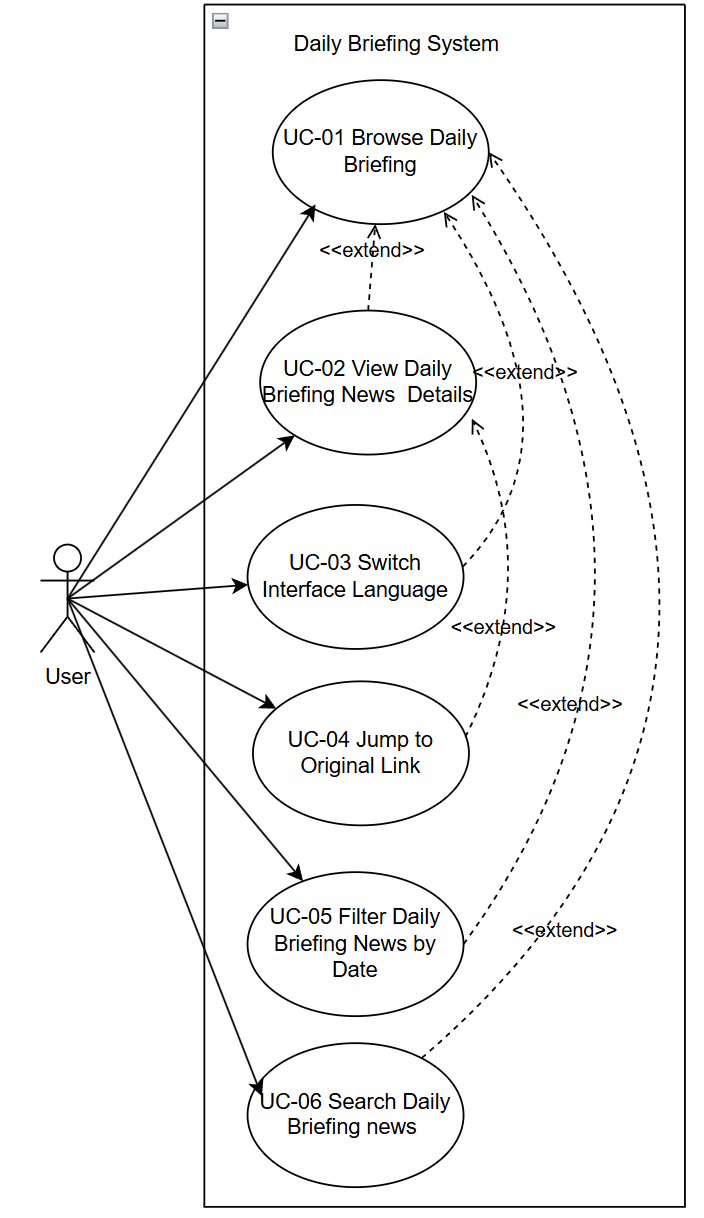 Daily Briefing System
UC-01 Browse Daily
Briefing
<<extend>>
UC-02 View Daily
Briefing News  Details
<<extend>>
UC-03 Switch
Interface Language
<<extend>>
User
UC-04 Jump to
Original Link
<<extend>>
UC-05 Filter Daily
Briefing News by
Date
<<extend>>
UC-06 Search Daily
Briefing news